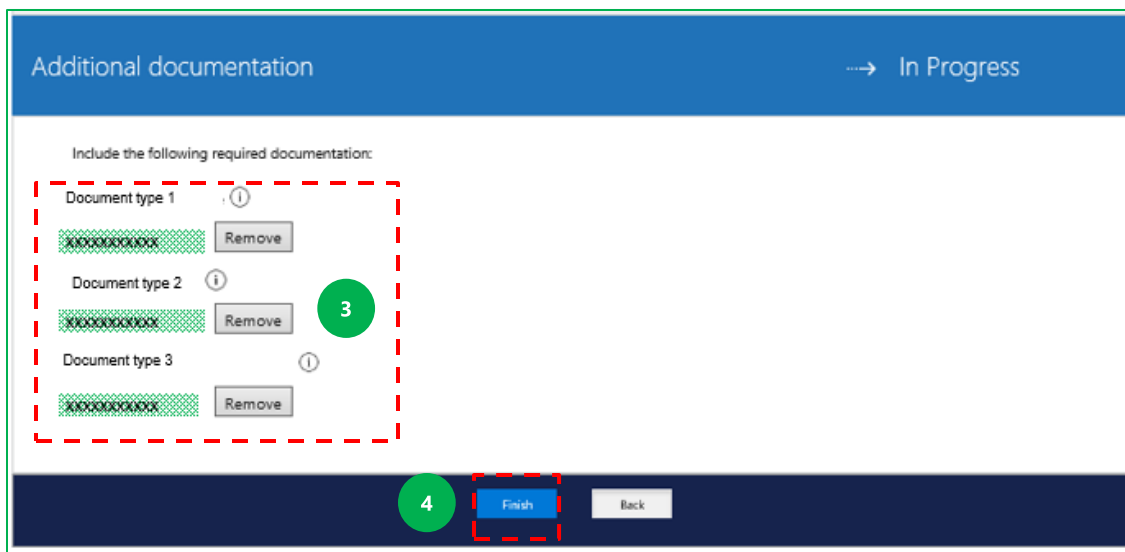 Additional documentation
In Progress
Include the following required documentation:
Document type 1
xxxxxxxxxxx Remove
Document type 2
3
xxxxxxxxxxx Remove
Document type 3
xxxxxxxxxxx Remove
4 Finish Back